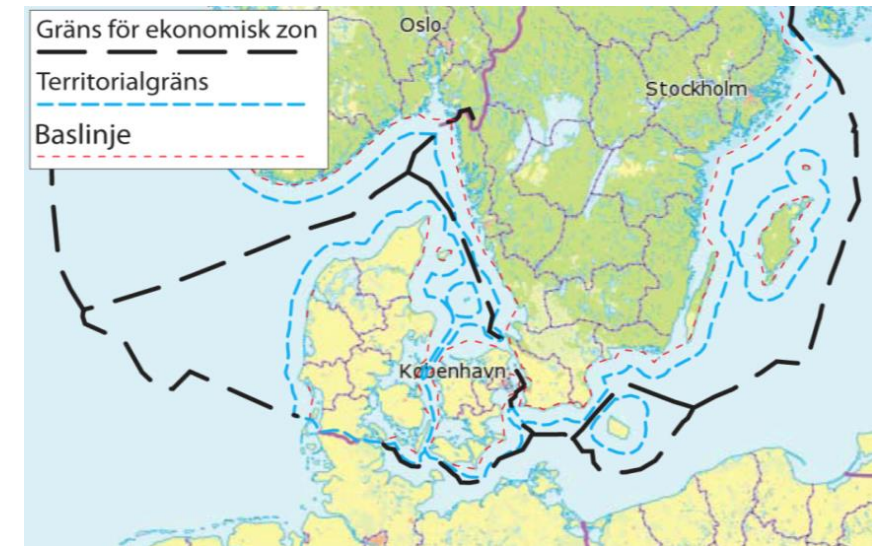 Gräns för ekonomisk zon
Territorialgräns
Baslinje
Oslo
Stockholm
København